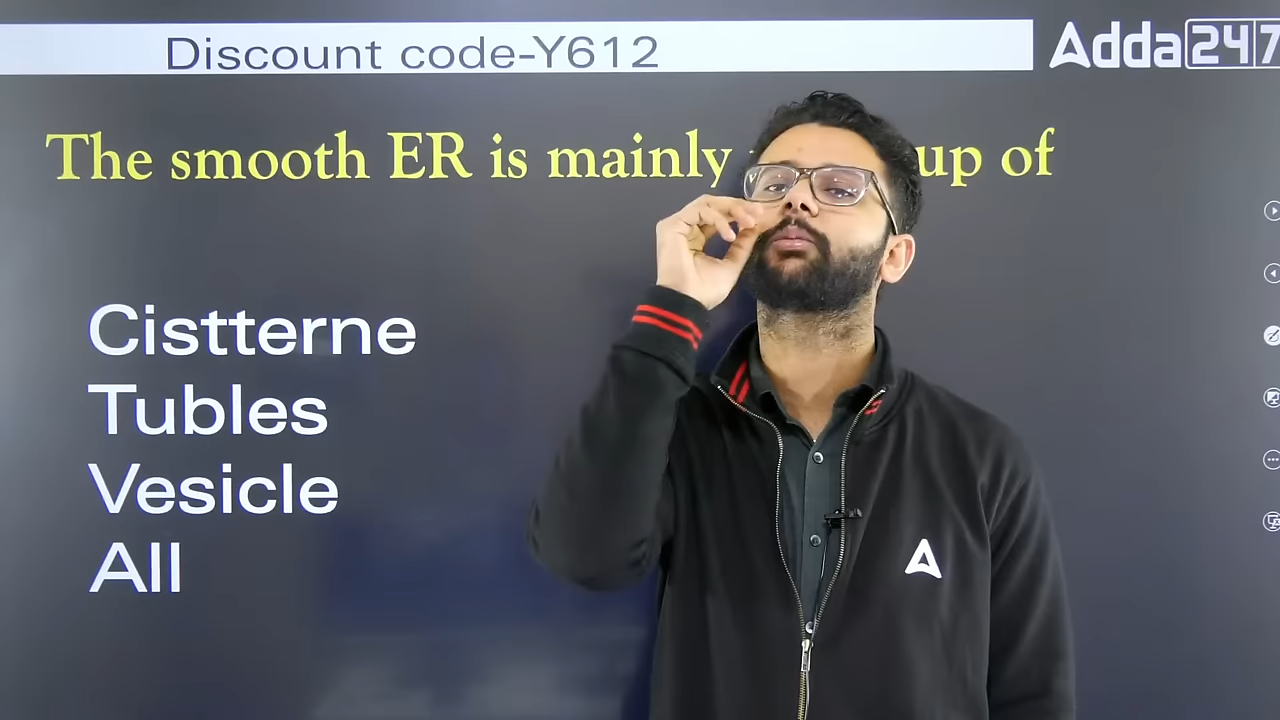 Discount code-Y612
Adda247
The smooth ER is mainly up of
Cistterne
Tubles
Vesicle
All